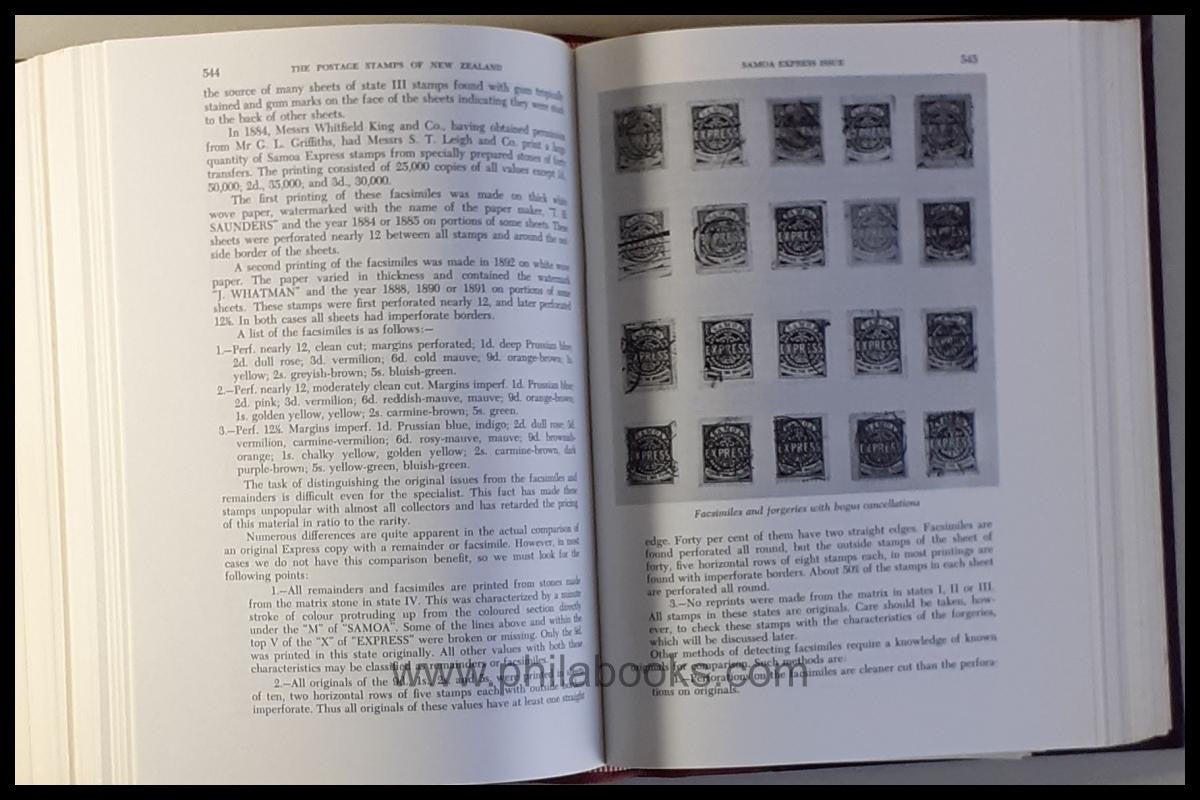 544
THE POSTAGE STAMPS OF NEW ZEALAND
the source of many sheets of state III stamps found with gum tropically
stained and gum marks on the face of the sheets indicating they were stuck
to the back of other sheets.
In 1884, Messrs Whitfield King and Co., having obtained permission
from Mr G. L. Griffiths, had Messrs S. T. Leigh and Co. print a large
quantity of Samoa Express stamps from specially prepared stones of forty
transfers. The printing consisted of 25,000 copies of all values except 1d.,
50,000; 2d., 35,000; and 3d., 30,000.
The first printing of these facsimiles was made on thick white
wove paper, watermarked with the name of the paper maker,
SAUNDERS" and the year 1884 or 1885 on portions of some sheets. These
sheets were perforated nearly 12 between all stamps and around the out-
side border of the sheets.
A second printing of the facsimiles was made in 1892 on white wove
paper. The paper varied in thickness and contained the watermark
"J. WHATMAN" and the year 1888, 1890 or 1891 on portions of some
sheets. These stamps were first perforated nearly 12, and later perforated
12½. In both cases all sheets had imperforate borders.
A list of the facsimiles is as follows:—
1.—Perf. nearly 12, clean cut; margins perforated; 1d. deep Prussian blue;
2d. dull rose; 3d. vermilion; 6d. cold mauve; 9d. orange-brown; 1s.
yellow; 2s. greyish-brown; 5s. bluish-green.
2.—Perf. nearly 12, moderately clean cut. Margins imperf. 1d. Prussian blue;
2d. pink; 3d. vermilion; 6d. reddish-mauve, mauve; 9d. orange-brown;
1s. golden yellow, yellow; 2s. carmine-brown; 5s. green.
3.—Perf. 12½. Margins imperf. 1d. Prussian blue, indigo; 2d. dull rose; 3d.
vermilion, carmine-vermilion; 6d. rosy-mauve, mauve; 9d. brownish-
orange; 1s. chalky yellow, golden yellow; 2s. carmine-brown, dark
purple-brown; 5s. yellow-green, bluish-green.
The task of distinguishing the original issues from the facsimiles and
remainders is difficult even for the specialist. This fact has made these
stamps unpopular with almost all collectors and has retarded the pricing
of this material in ratio to the rarity.
Numerous differences are quite apparent in the actual comparison of
an original Express copy with a remainder or facsimile. However, in most
cases we do not have this comparison benefit, so we must look for the
following points:
1.—All remainders and facsimiles are printed from stones made
from the matrix stone in state IV. This was characterized by a minute
stroke of colour protruding up from the coloured section directly
under the "M" of "SAMOA". Some of the lines above and within the
top V of the "X" of "EXPRESS" were broken or missing. Only the 9d.
was printed in this state originally. All other values with both these
characteristics may be classified as remainders or facsimiles.
2.—All originals of the 9d., 1s., 2s. and 5s. were printed in sheets
of ten, two horizontal rows of five stamps each, with outside borders
imperforate. Thus all originals of these values have at least one straight
SAMOA EXPRESS ISSUE
545
Facsimiles and forgeries with bogus cancellations
edge. Forty per cent of them have two straight edges. Facsimiles are
found perforated all round, but the outside stamps of the sheet of
forty, five horizontal rows of eight stamps each, in most printings are
found with imperforate borders. About 50% of the stamps in each sheet
are perforated all round.
3.—No reprints were made from the matrix in states I, II or III.
All stamps in these states are originals. Care should be taken, how-
ever, to check these stamps with the characteristics of the forgeries,
which will be discussed later.
Other methods of detecting facsimiles require a knowledge of known
originals for comparison. Such methods are:
1.—Perforations on the facsimiles are cleaner cut than the perfora-
tions on originals.
www.philabooks.com